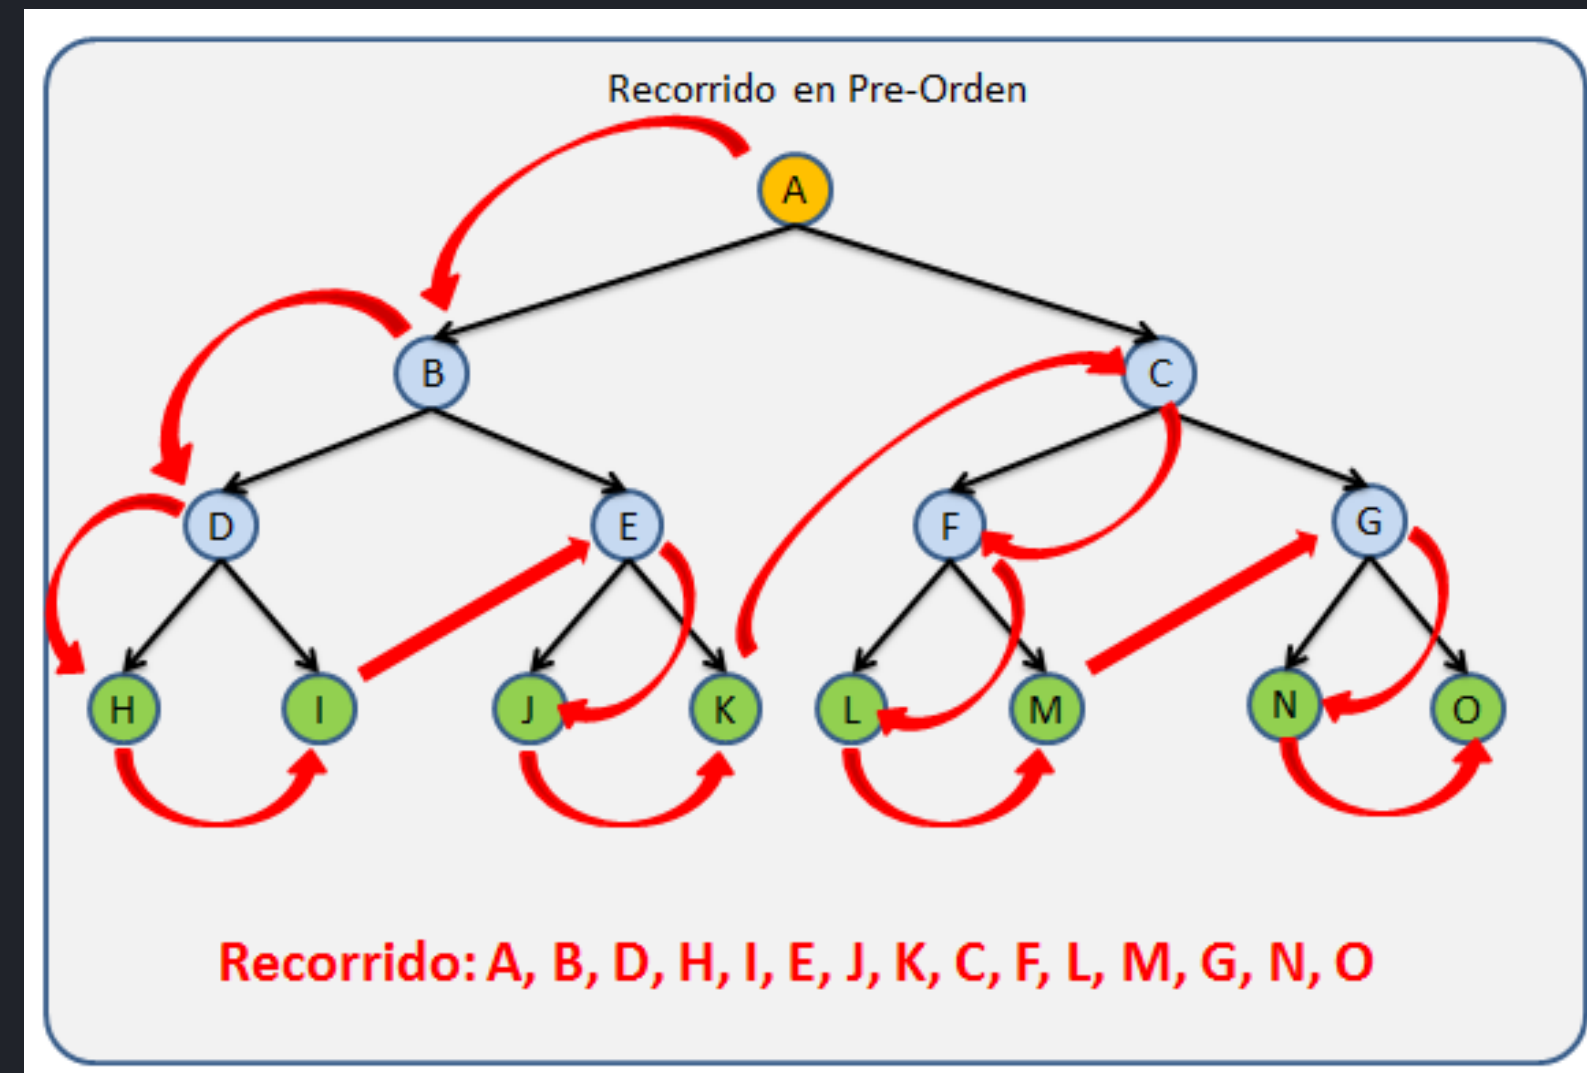 Recorrido en Pre-Orden
A
B
C
D
E
F
G
H
I
J
K
L
M
N
O
Recorrido: A, B, D, H, I, E, J, K, C, F, L, M, G, N, O